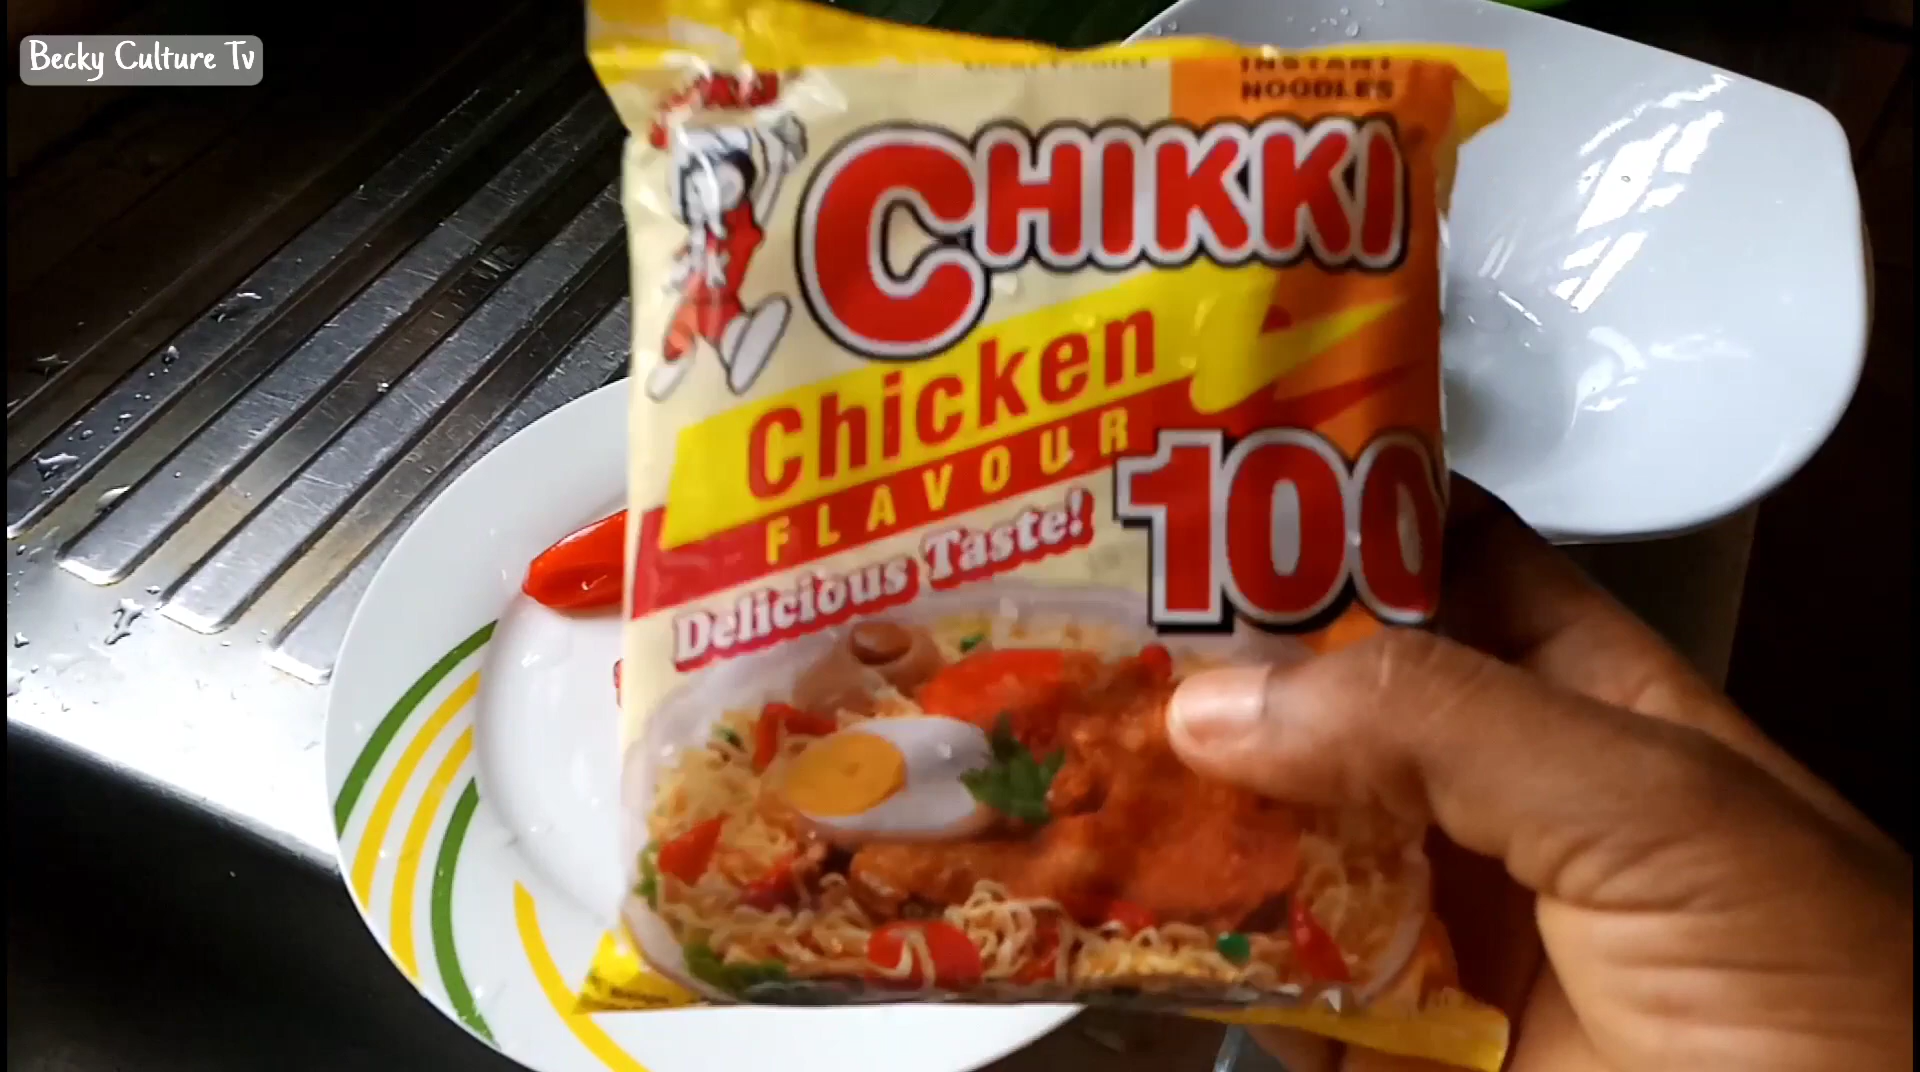 Becky Culture Tv
INSTANT
NOODLES
CHIKKI
Chicken
FLAVOUR
Delicious Taste!
100